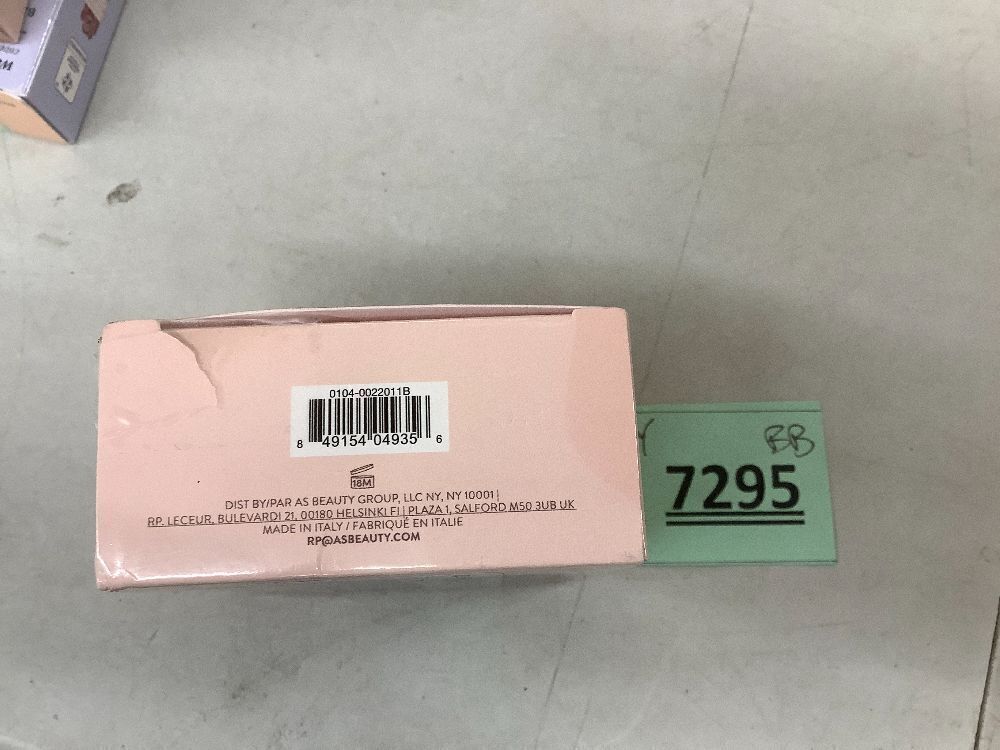 0104-0022011B
8 49154 04935 6
18M
DIST BY/PAR AS BEAUTY GROUP, LLC NY, NY 10001 |
RP. LECEUR, BULEVARDI 21, 00180 HELSINKI FI | PLAZA 1, SALFORD M50 3UB UK
MADE IN ITALY / FABRIQUÉ EN ITALIE
RP@ASBEAUTY.COM
BB
7295